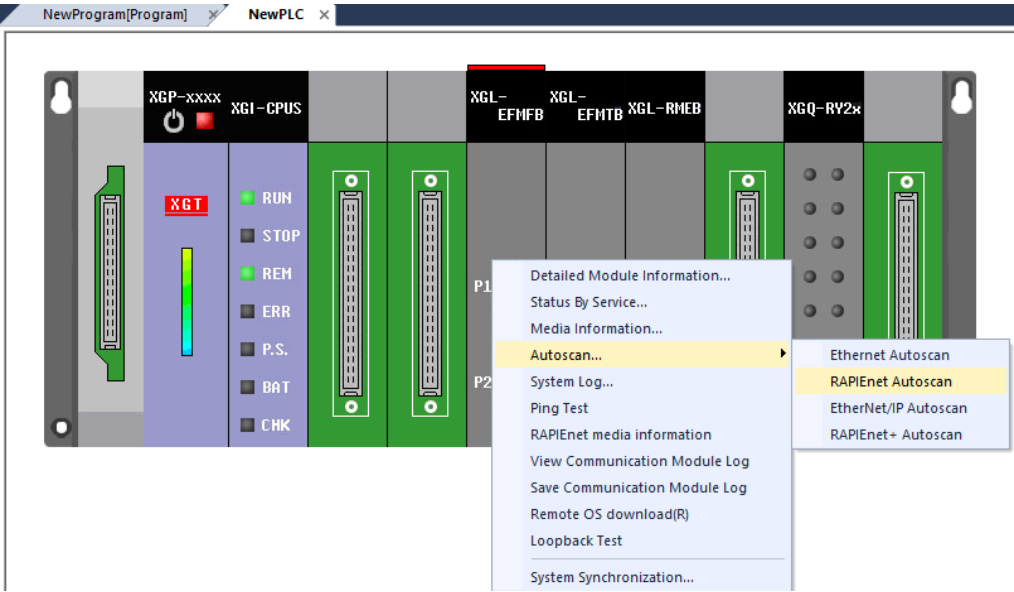 NewProgram[Program] × NewPLC ×
XGP-xxxx
XGI-CPUS
XGL-
EFMFB
XGL-
EFMTB
XGL-RMEB
XGQ-RY2x
XGT
RUN
STOP
REM
ERR
P.S.
BAT
CHK
P1
P2
Detailed Module Information...
Status By Service...
Media Information...
Autoscan...
System Log...
Ping Test
RAPIEnet media information
View Communication Module Log
Save Communication Module Log
Remote OS download(R)
Loopback Test
System Synchronization...
Ethernet Autoscan
RAPIEnet Autoscan
EtherNet/IP Autoscan
RAPIEnet+ Autoscan